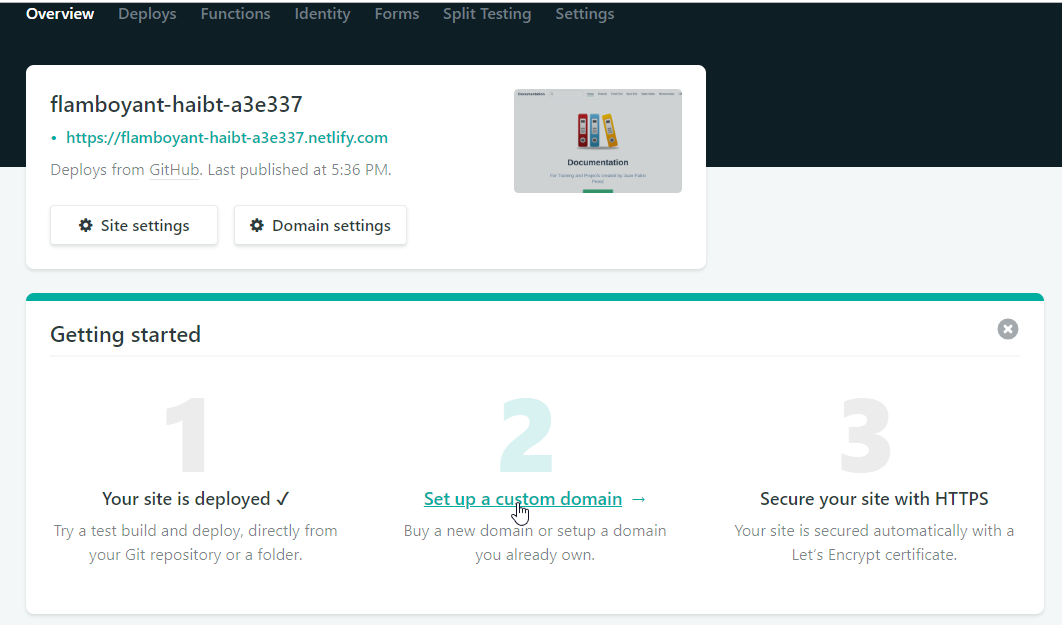 Overview Deploys Functions Identity Forms Split Testing Settings
flamboyant-haibt-a3e337
• https://flamboyant-haibt-a3e337.netlify.com
Deploys from GitHub. Last published at 5:36 PM.
Site settings Domain settings
Documentation
For Training and Projects created by Juan Pablo
Perez
Getting started
1 2 3
Your site is deployed ✓
Try a test build and deploy, directly from
your Git repository or a folder.
Set up a custom domain →
Buy a new domain or setup a domain
you already own.
Secure your site with HTTPS
Your site is secured automatically with a
Let's Encrypt certificate.